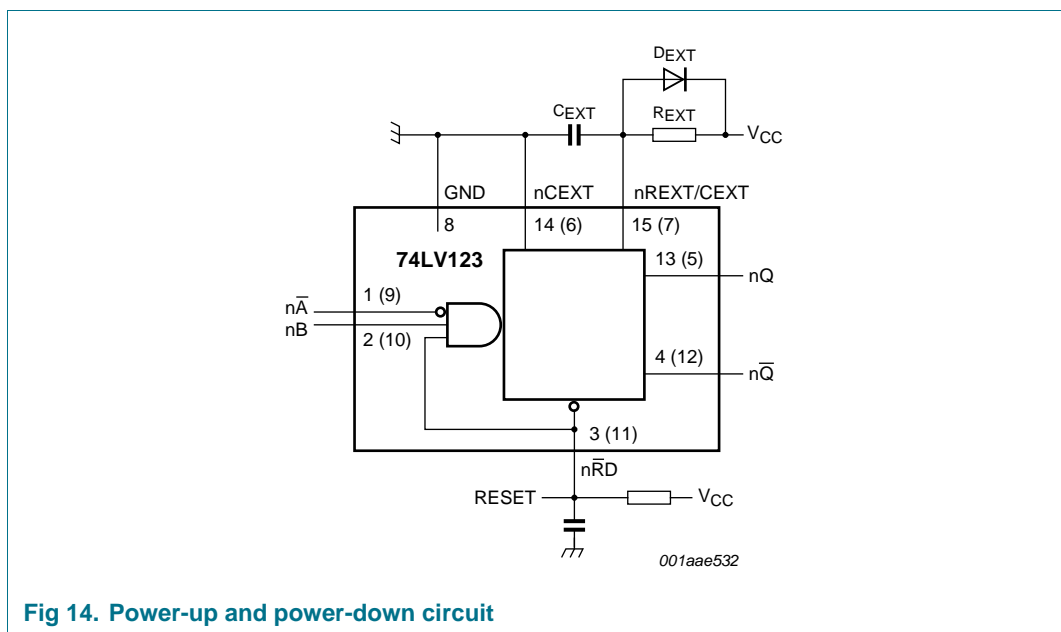 DEXT
CEXT
REXT
VCC
GND
nCEXT
nREXT/CEXT
8
14 (6)
15 (7)
74LV123
13 (5)
nQ
1 (9)
nA̅
nB
2 (10)
4 (12)
nQ̅
3 (11)
nR̅D
RESET
VCC
001aae532
Fig 14. Power-up and power-down circuit